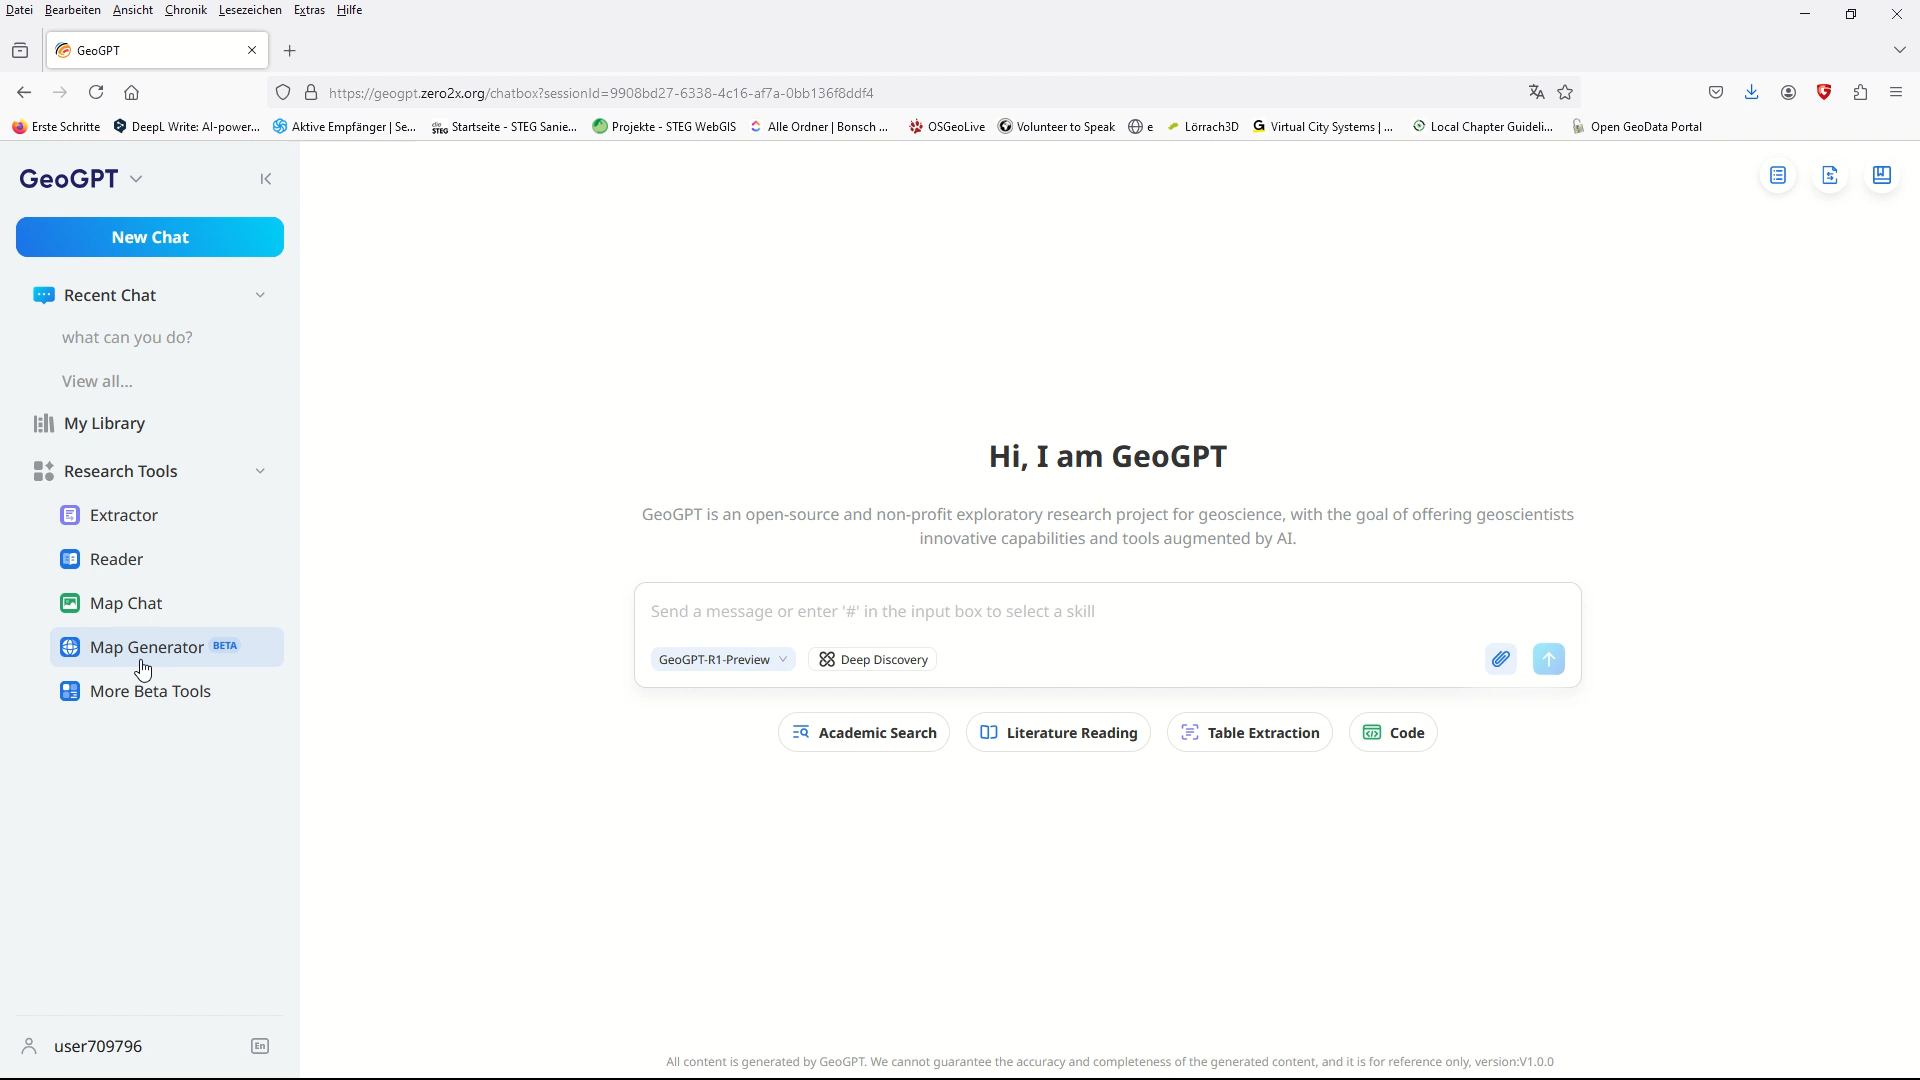 Datei Bearbeiten Ansicht Chronik Lesezeichen Extras Hilfe
GeoGPT
https://geogpt.zero2x.org/chatbox?sessionId=9908bd27-6338-4c16-af7a-0bb136f8ddf4
Erste Schritte DeepL Write: AI-power... Aktive Empfänger | Se... die STEG Startseite - STEG Sanie... Projekte - STEG WebGIS Alle Ordner | Bonsch ... OSGeoLive Volunteer to Speak e Lörrach3D Virtual City Systems | ... Local Chapter Guideli... Open GeoData Portal
GeoGPT
New Chat
Recent Chat
what can you do?
View all...
My Library
Research Tools
Extractor
Reader
Map Chat
Map Generator BETA
More Beta Tools
user709796 En
Hi, I am GeoGPT
GeoGPT is an open-source and non-profit exploratory research project for geoscience, with the goal of offering geoscientists
innovative capabilities and tools augmented by AI.
Send a message or enter '#' in the input box to select a skill
GeoGPT-R1-Preview Deep Discovery
Academic Search Literature Reading Table Extraction Code
All content is generated by GeoGPT. We cannot guarantee the accuracy and completeness of the generated content, and it is for reference only, version:V1.0.0